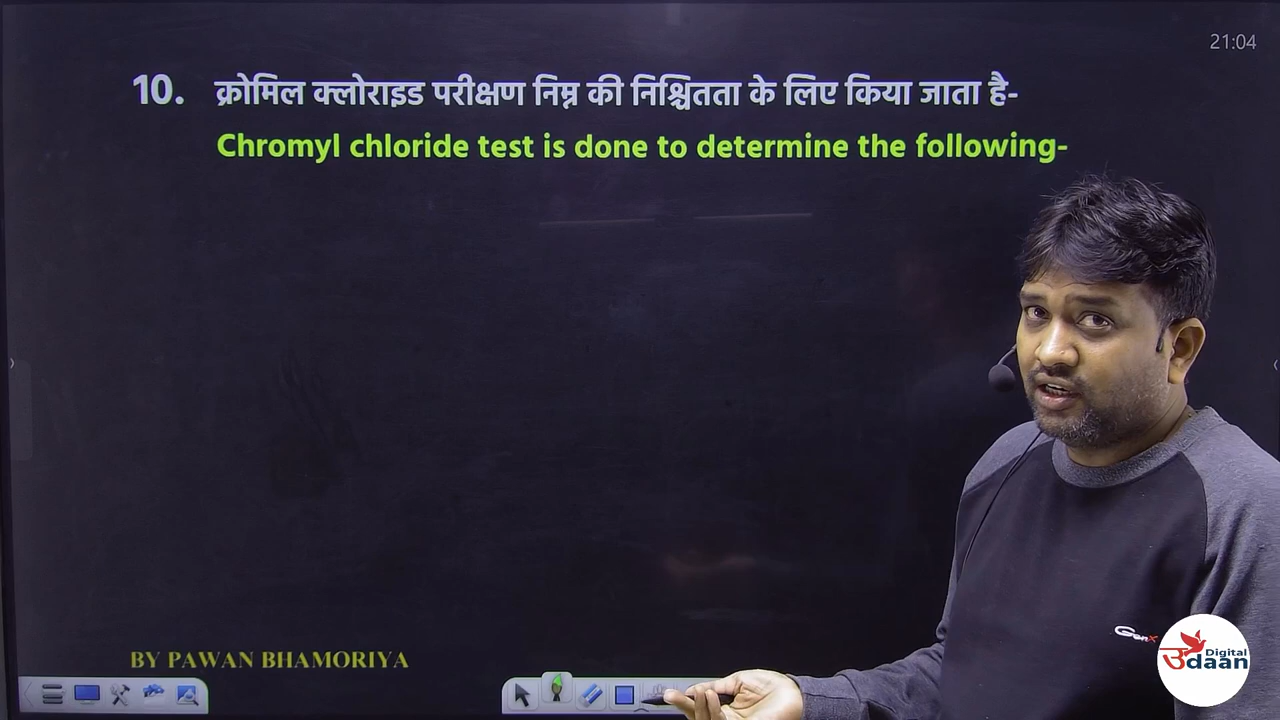 21:04
10. क्रोमिल क्लोराइड परीक्षण निम्न की निश्चितता के लिए किया जाता है-
Chromyl chloride test is done to determine the following-
BY PAWAN BHAMORIYA
Genx
Digital
उdaan